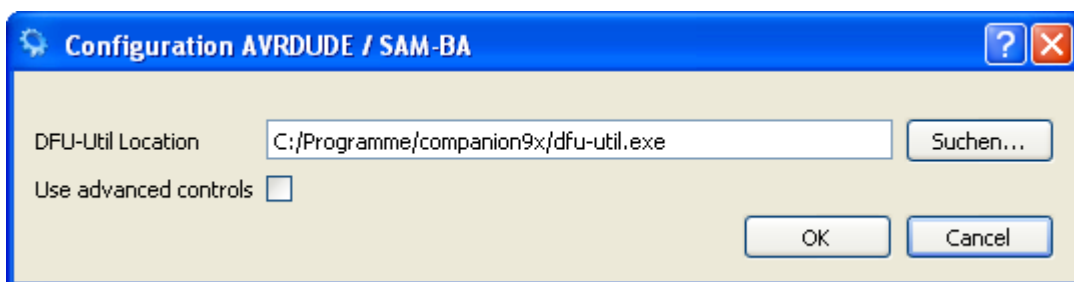 Configuration AVRDUDE / SAM-BA
DFU-Util Location C:/Programme/companion9x/dfu-util.exe Suchen...
Use advanced controls
OK Cancel